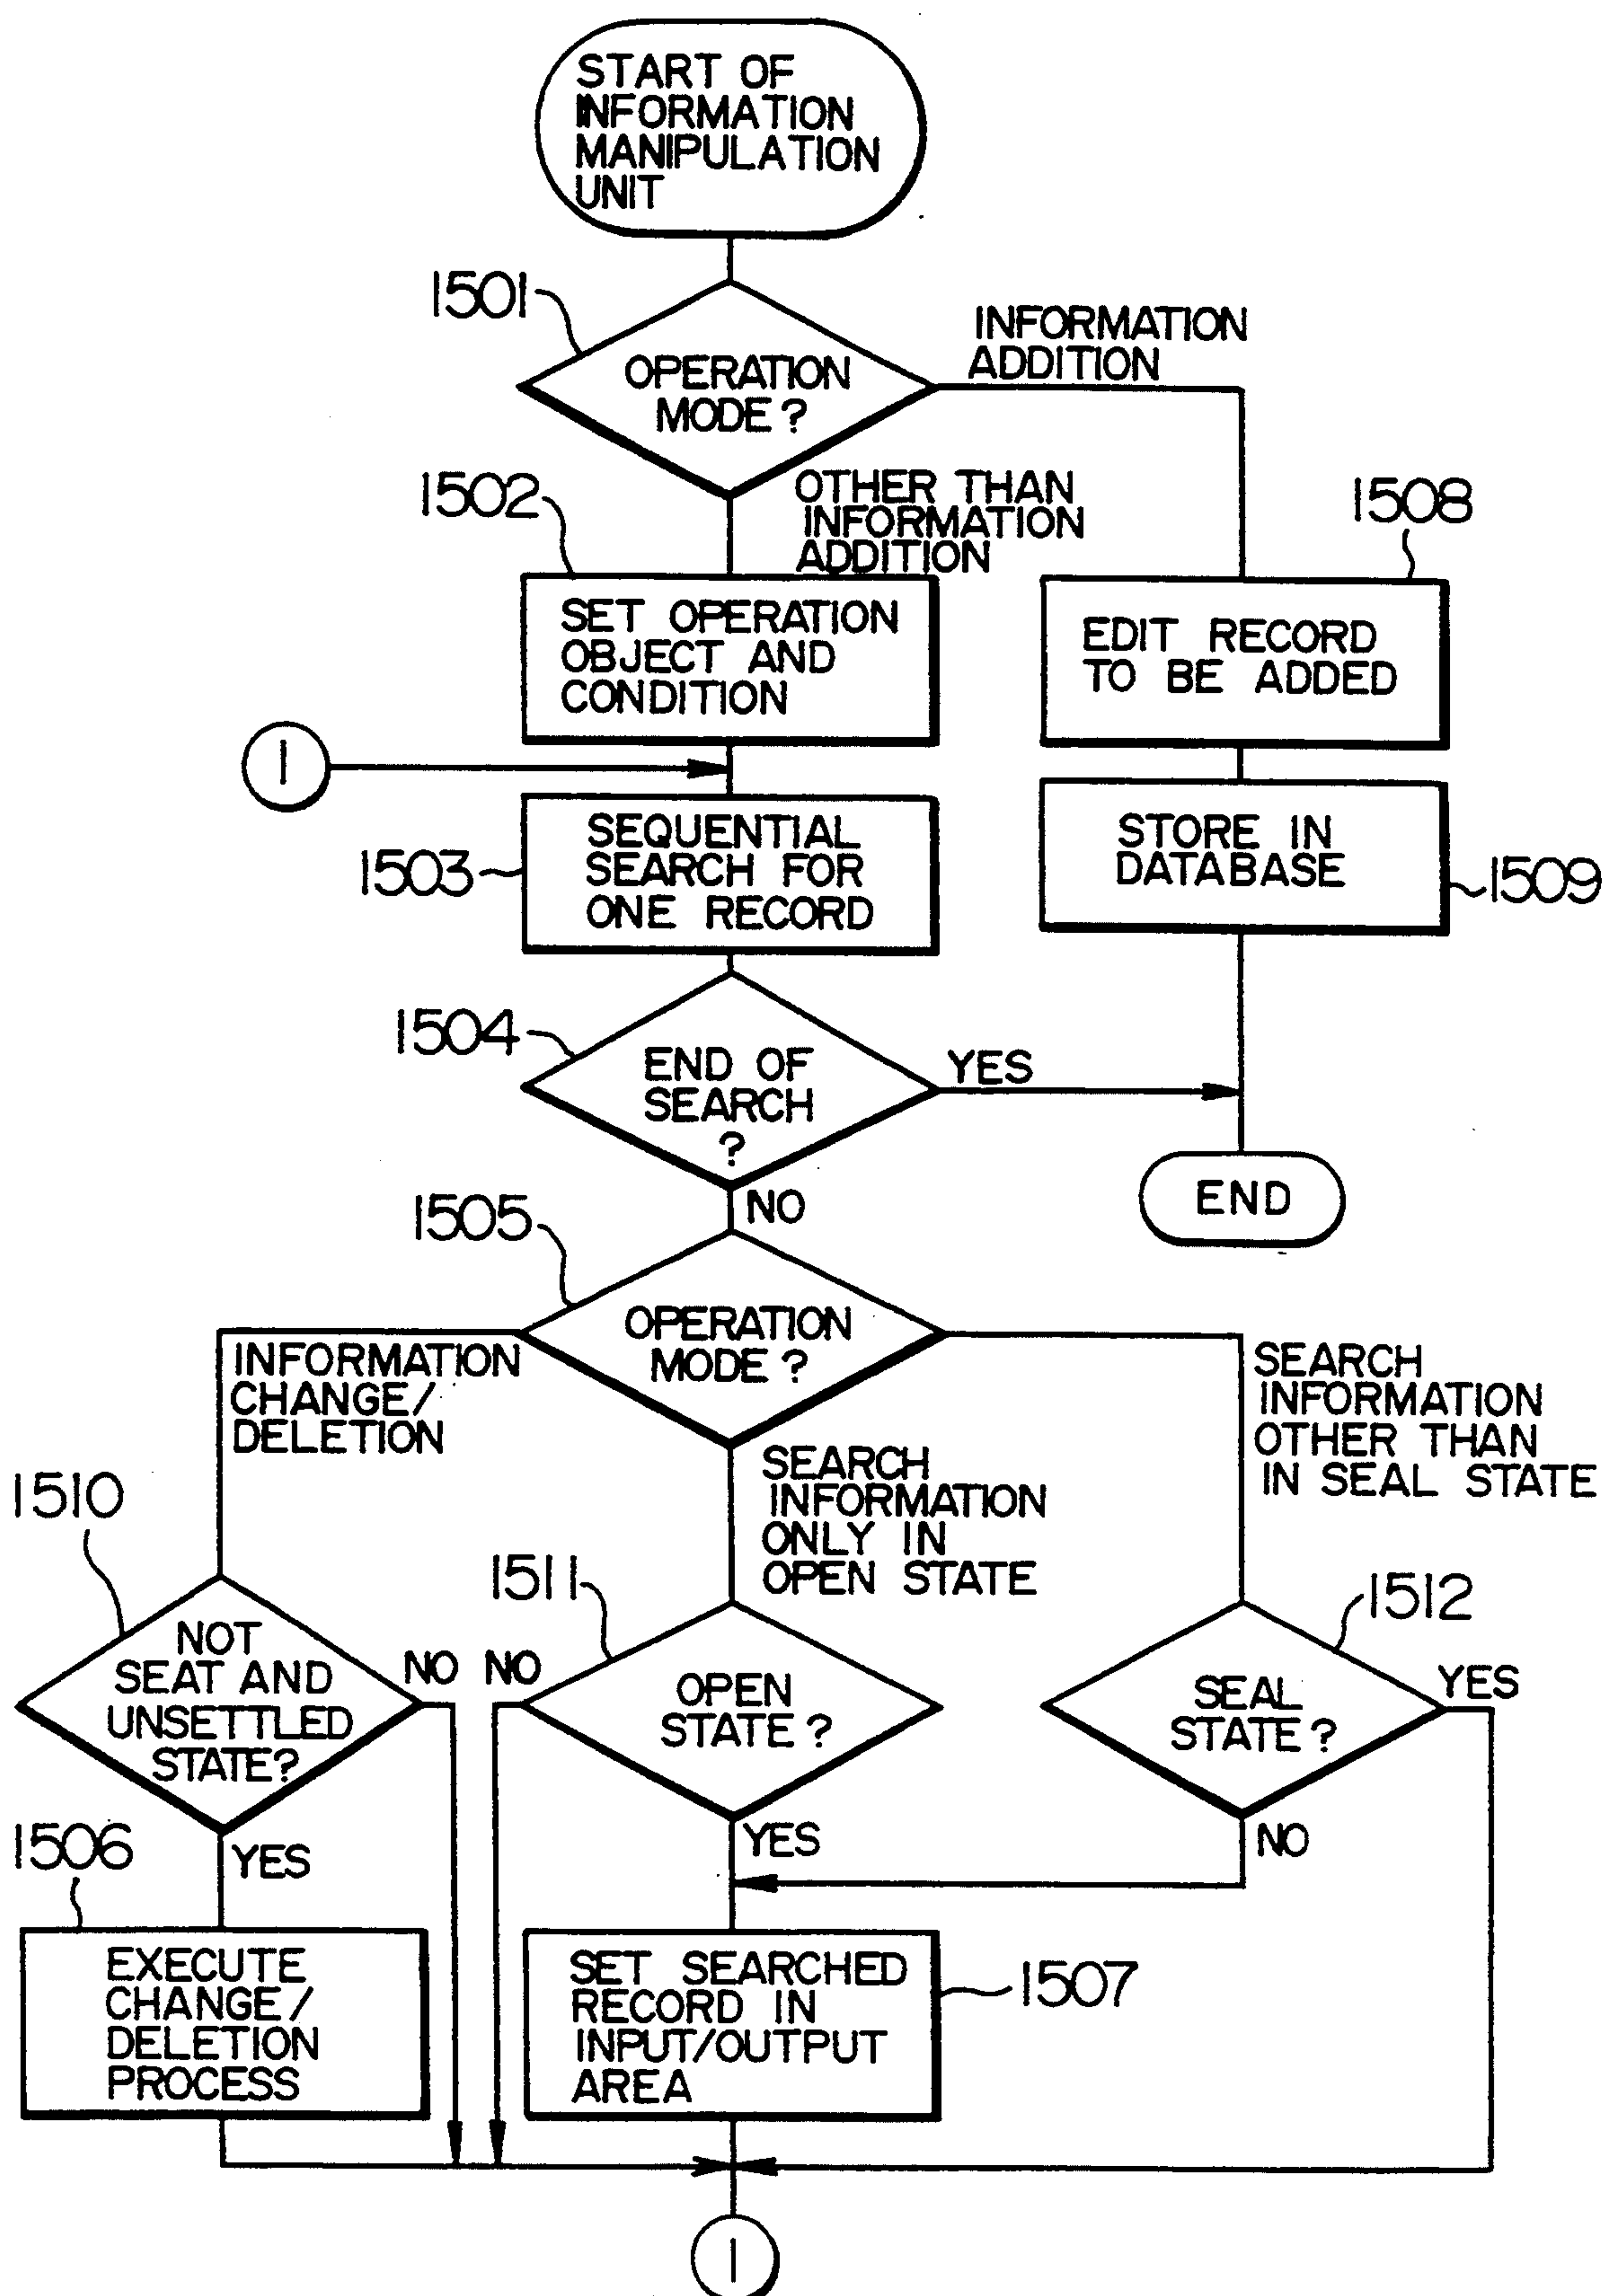 START OF
INFORMATION
MANIPULATION
UNIT
1501
OPERATION
MODE?
INFORMATION
ADDITION
1502
OTHER THAN
INFORMATION
ADDITION
1508
SET OPERATION
OBJECT AND
CONDITION
EDIT RECORD
TO BE ADDED
1
1503
SEQUENTIAL
SEARCH FOR
ONE RECORD
STORE IN
DATABASE
1509
1504
END OF
SEARCH
?
YES
NO
END
1505
OPERATION
MODE?
INFORMATION
CHANGE/
DELETION
SEARCH
INFORMATION
OTHER THAN
IN SEAL STATE
SEARCH
INFORMATION
ONLY IN
OPEN STATE
1510
NOT
SEAT AND
UNSETTLED
STATE?
NO
1511
NO
OPEN
STATE?
1512
SEAL
STATE?
YES
1506
YES
YES
NO
EXECUTE
CHANGE/
DELETION
PROCESS
SET SEARCHED
RECORD IN
INPUT/OUTPUT
AREA
1507
1